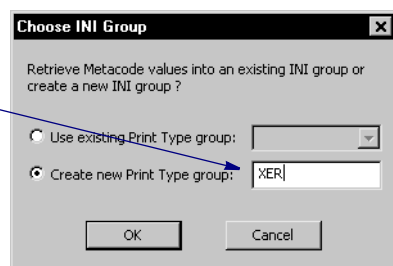 Choose INI Group
Retrieve Metacode values into an existing INI group or
create a new INI group ?
Use existing Print Type group:
Create new Print Type group: XER
OK Cancel